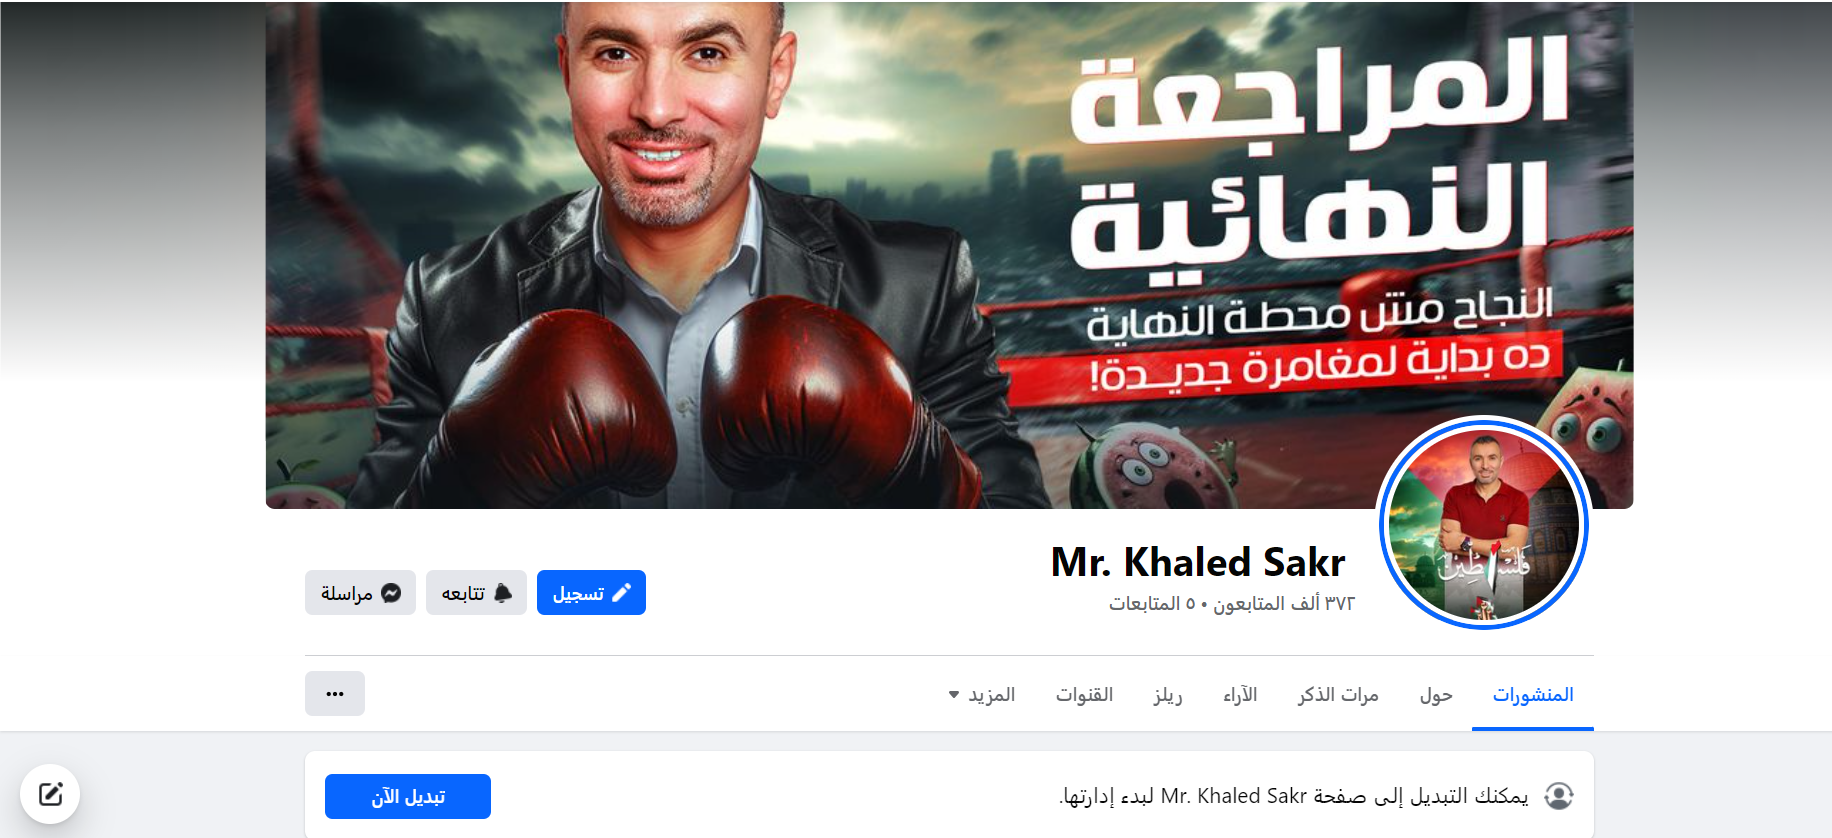 المراجعة
النهائية
النجاح مش محطة النهاية
ده بداية لمغامرة جديدة!
فلسطين
Mr. Khaled Sakr
٣٧٢ ألف المتابعون • ٥ المتابعات
تسجيل
تتابعه
مراسلة
المنشورات
حول
مرات الذكر
الآراء
ريلز
القنوات
المزيد
يمكنك التبديل إلى صفحة Mr. Khaled Sakr لبدء إدارتها.
تبديل الآن